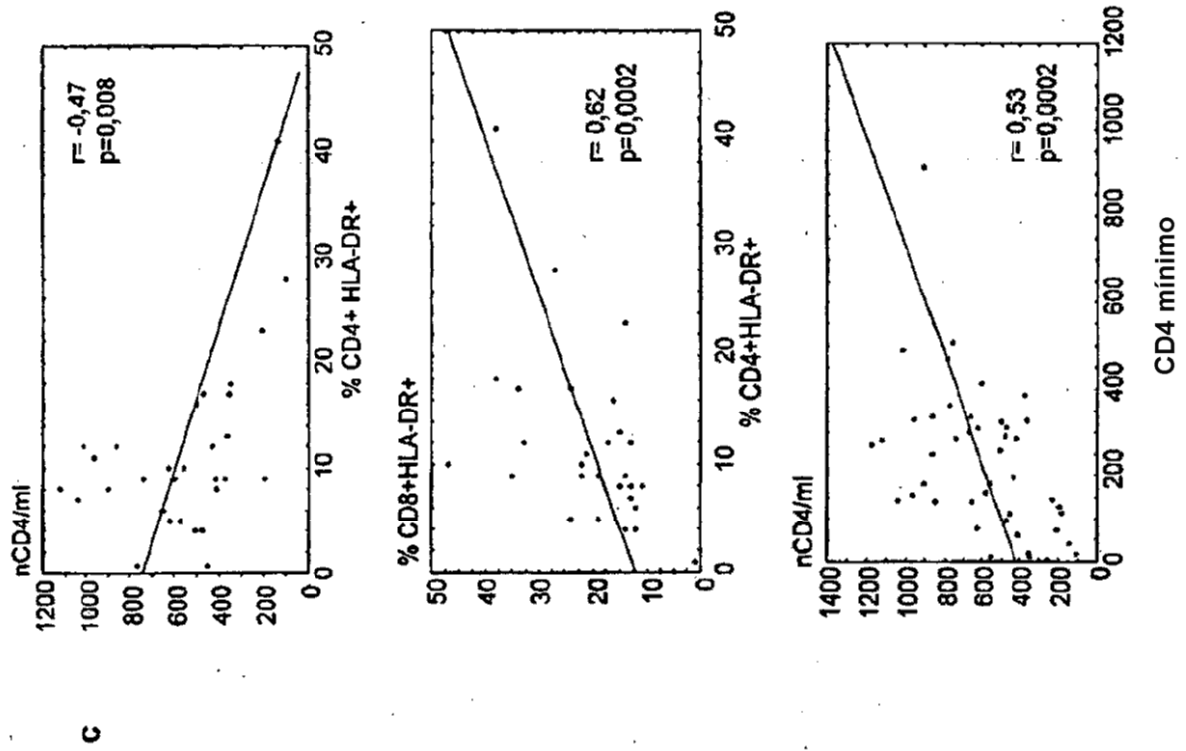 C
nCD4/ml
1200
1000
800
600
400
200
0
r= -0,47
p=0,008
0 10 20 30 40 50
% CD4+ HLA-DR+
% CD8+HLA-DR+
50
40
30
20
10
0
r= 0,62
p=0,0002
0 10 20 30 40 50
% CD4+HLA-DR+
nCD4/ml
1400
1200
1000
800
600
400
200
0
r= 0,53
p=0,0002
0 200 400 600 800 1000 1200
CD4 mínimo